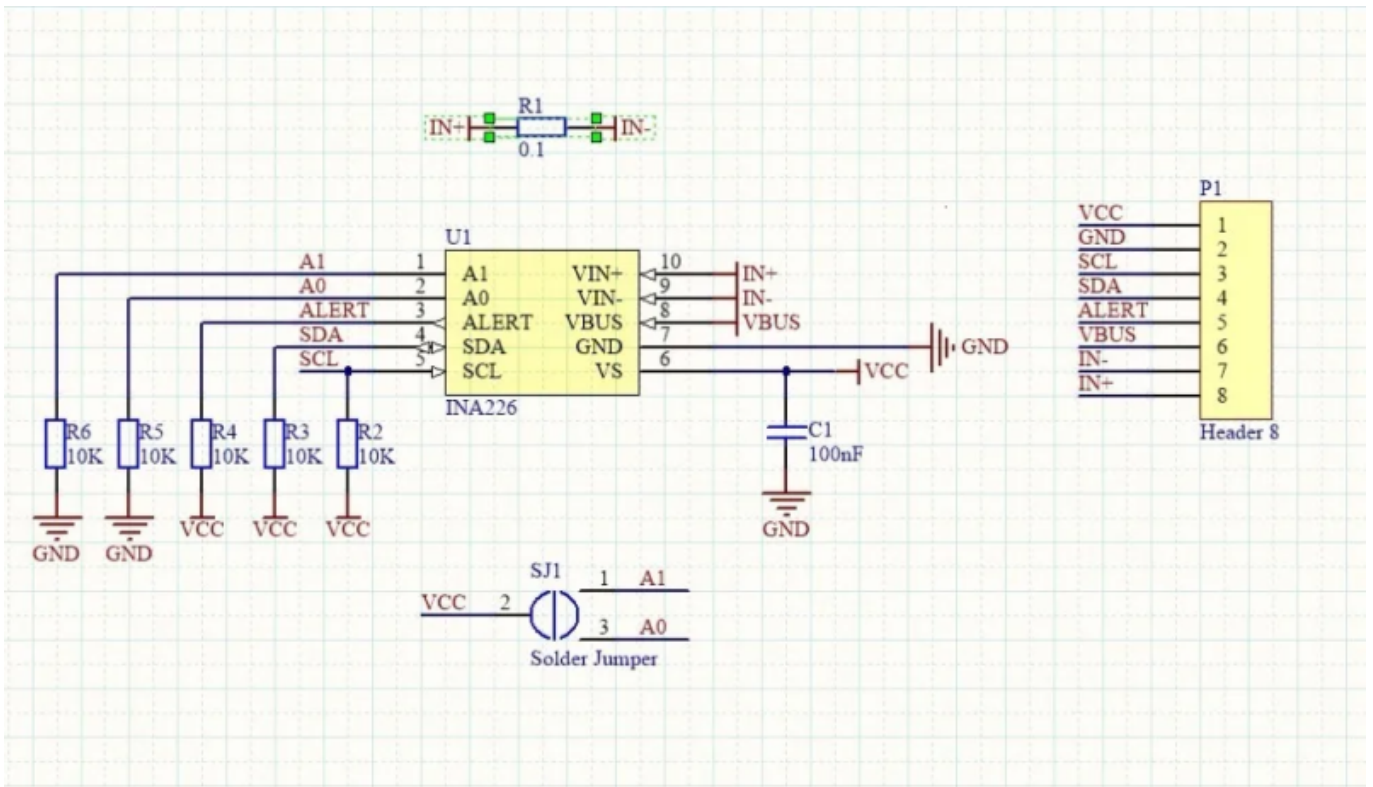 R1
IN+ IN-
0.1
P1
VCC 1
GND 2
SCL 3
SDA 4
ALERT 5
VBUS 6
IN- 7
IN+ 8
Header 8
U1
A1 1 A1 VIN+ 10 IN+
A0 2 A0 VIN- 9 IN-
ALERT 3 ALERT VBUS 8 VBUS
SDA 4 SDA GND 7 GND
SCL 5 SCL VS 6 VCC
INA226
R6 R5 R4 R3 R2 C1
10K 10K 10K 10K 10K 100nF
VCC VCC VCC GND
GND GND
SJ1
1 A1
VCC 2
3 A0
Solder Jumper